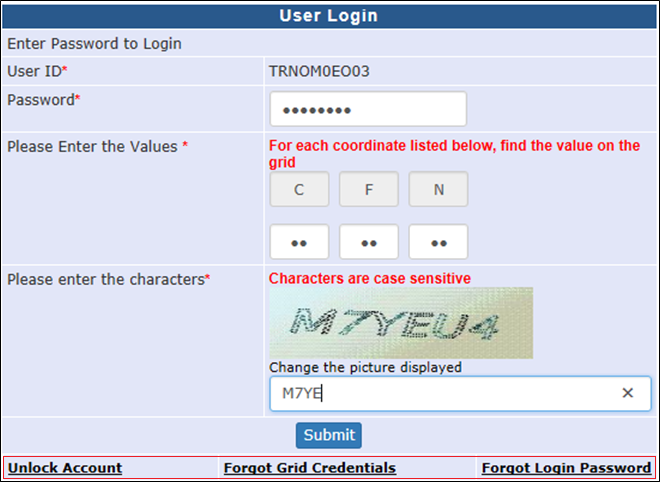 User Login
Enter Password to Login
User ID* TRNOM0EO03
Password* ••••••••
Please Enter the Values * For each coordinate listed below, find the value on the
grid
C F N
•• •• ••
Please enter the characters* Characters are case sensitive
M7YEU4
Change the picture displayed
M7YE ×
Submit
Unlock Account Forgot Grid Credentials Forgot Login Password